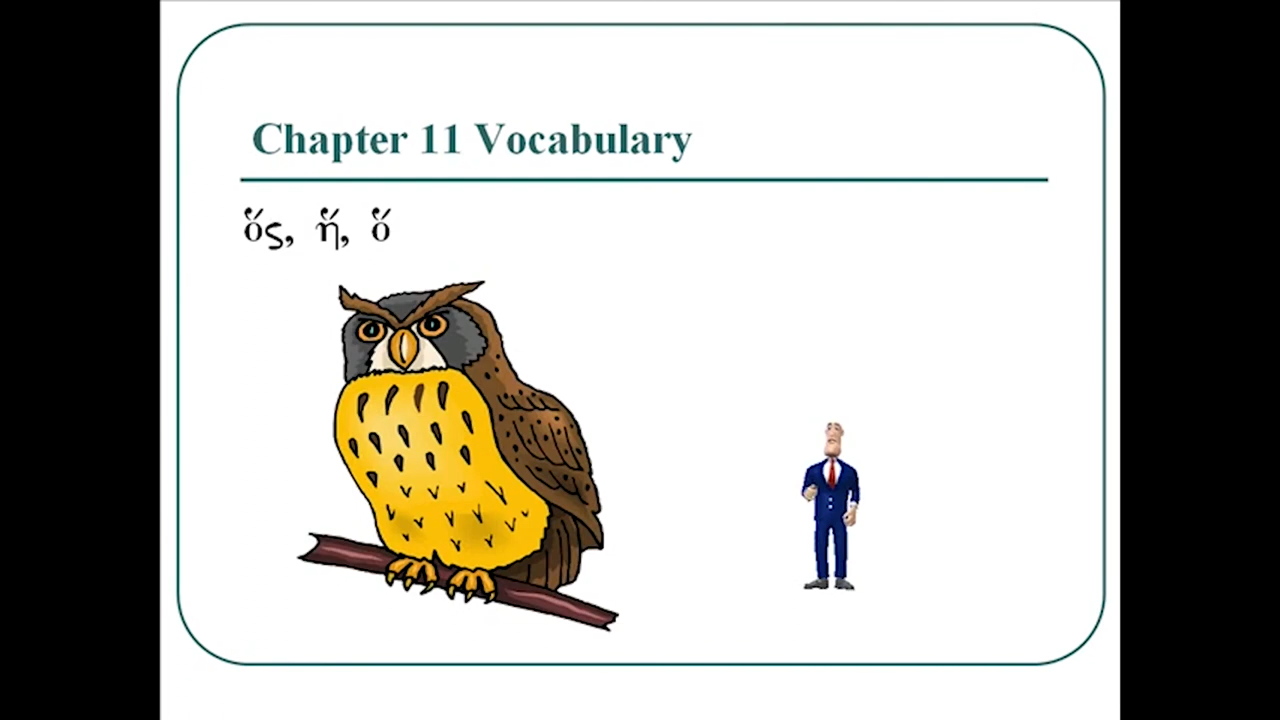 Chapter 11 Vocabulary
ὅς, ἥ, ὅ